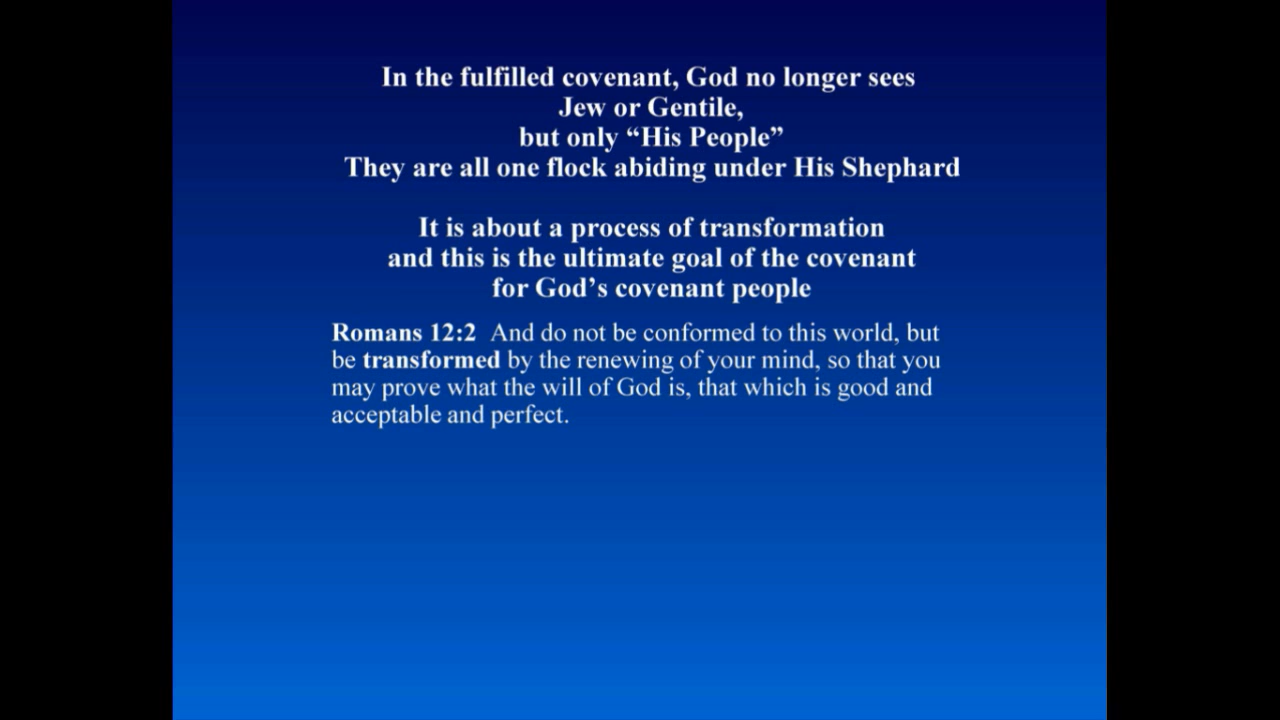 In the fulfilled covenant, God no longer sees
Jew or Gentile,
but only “His People”
They are all one flock abiding under His Shephard
It is about a process of transformation
and this is the ultimate goal of the covenant
for God’s covenant people
Romans 12:2 And do not be conformed to this world, but
be transformed by the renewing of your mind, so that you
may prove what the will of God is, that which is good and
acceptable and perfect.